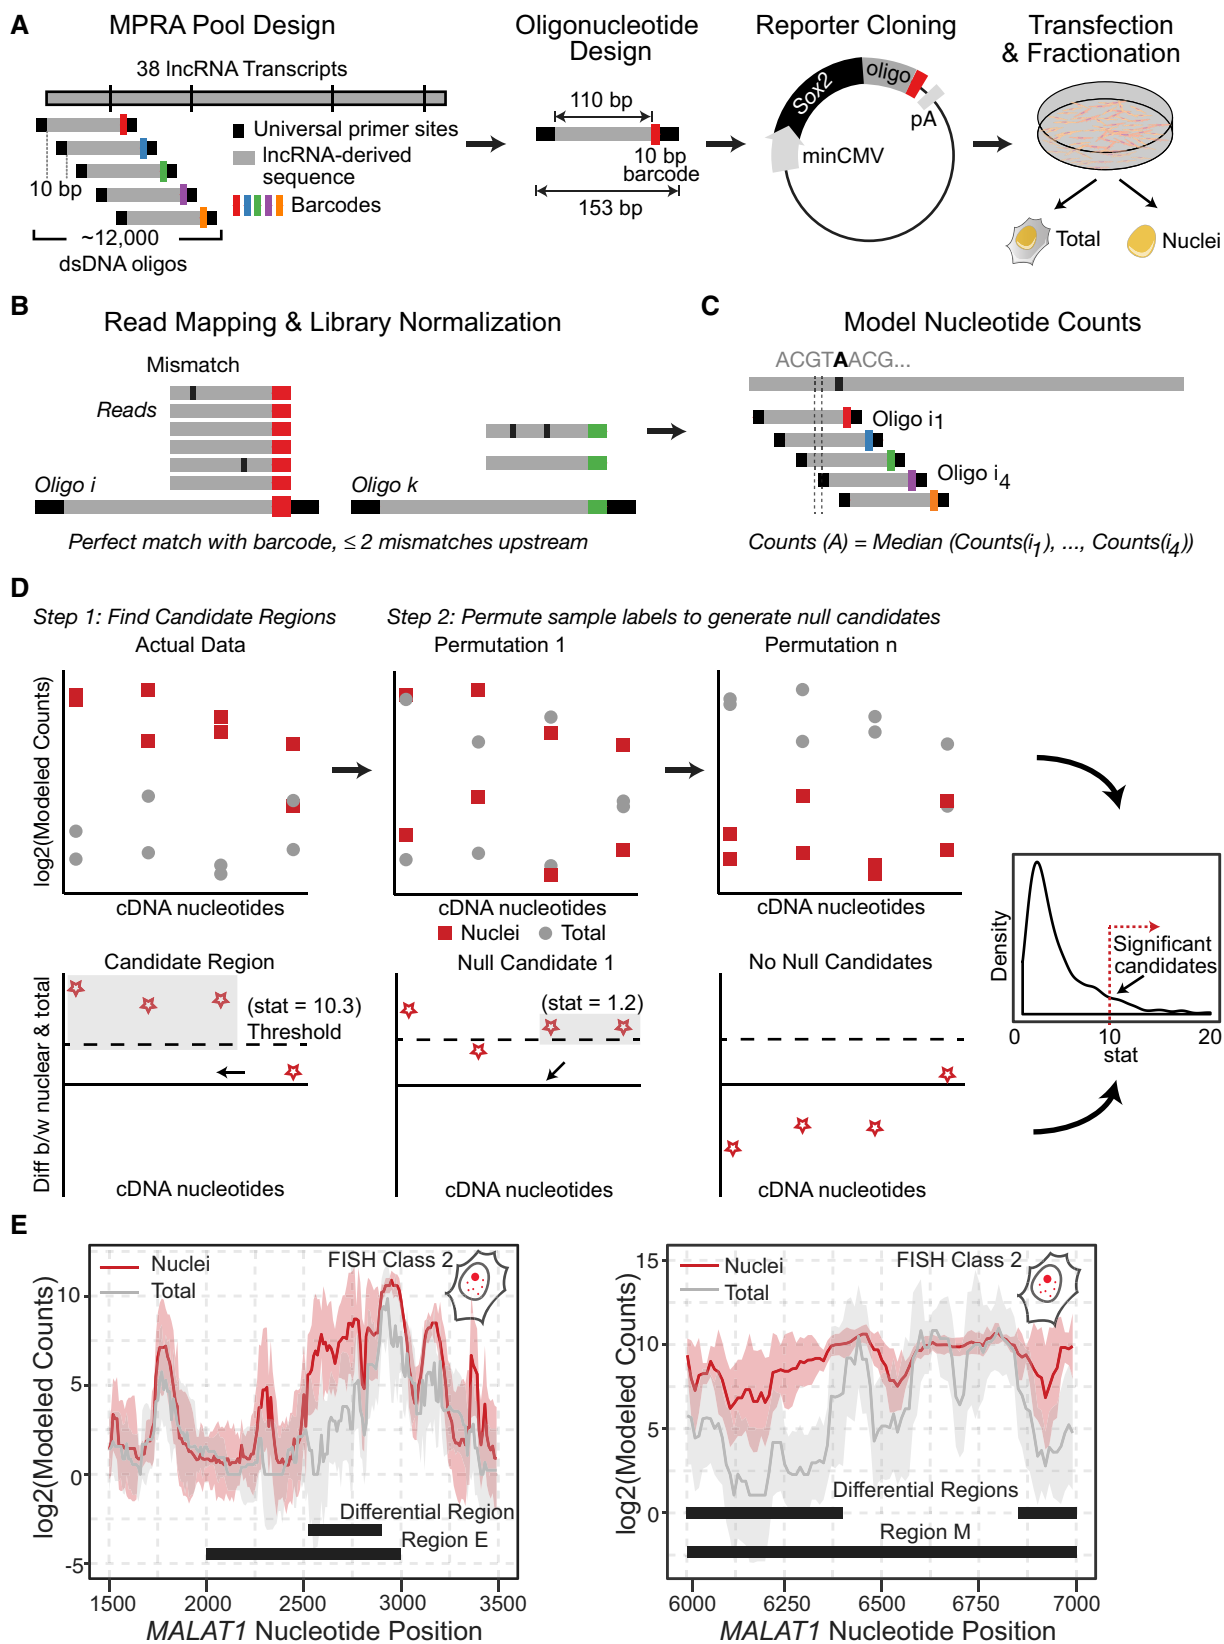 A
MPRA Pool Design
38 lncRNA Transcripts
Universal primer sites
lncRNA-derived
sequence
Barcodes
10 bp
~12,000
dsDNA oligos
Oligonucleotide
Design
110 bp
10 bp
barcode
153 bp
Reporter Cloning
Sox2
oligo
pA
minCMV
Transfection
& Fractionation
Total
Nuclei
B
Read Mapping & Library Normalization
Mismatch
Reads
Oligo i
Oligo k
Perfect match with barcode, ≤ 2 mismatches upstream
C
Model Nucleotide Counts
ACGTAACG...
Oligo i1
Oligo i4
Counts (A) = Median (Counts(i1), ..., Counts(i4))
D
Step 1: Find Candidate Regions
Step 2: Permute sample labels to generate null candidates
Actual Data
Permutation 1
Permutation n
log2(Modeled Counts)
cDNA nucleotides
cDNA nucleotides
cDNA nucleotides
Nuclei
Total
Candidate Region
Null Candidate 1
No Null Candidates
(stat = 10.3)
Threshold
(stat = 1.2)
Diff b/w nuclear & total
cDNA nucleotides
cDNA nucleotides
cDNA nucleotides
Density
Significant
candidates
0
10
20
stat
E
Nuclei
Total
FISH Class 2
log2(Modeled Counts)
10
5
0
-5
Differential Region
Region E
1500
2000
2500
3000
3500
MALAT1 Nucleotide Position
Nuclei
Total
FISH Class 2
log2(Modeled Counts)
15
10
5
0
Differential Regions
Region M
6000
6250
6500
6750
7000
MALAT1 Nucleotide Position